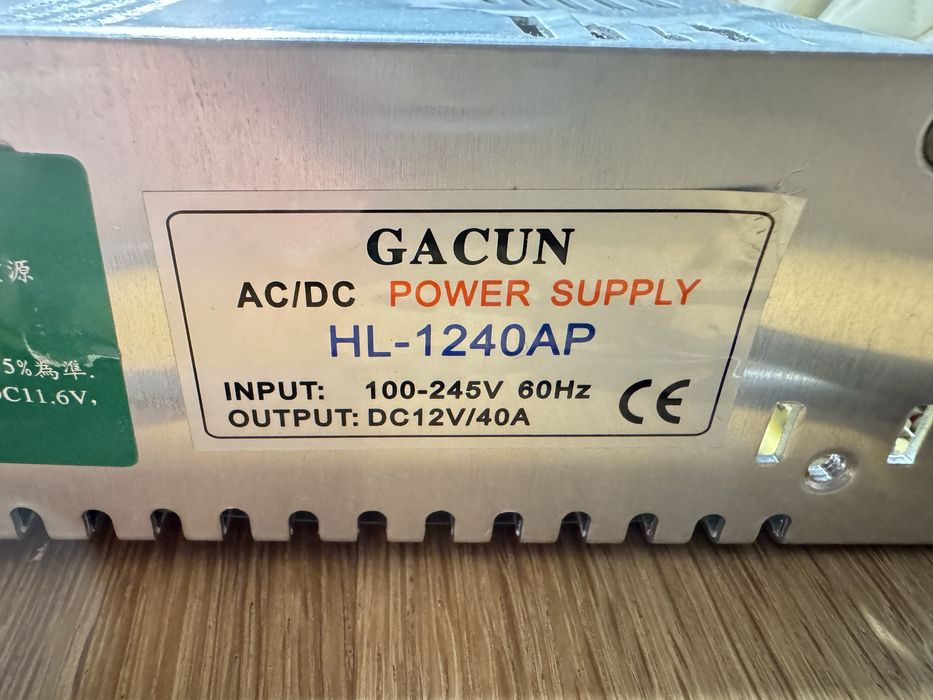 源
5%為準.
C11.6V,
GACUN
AC/DC POWER SUPPLY
HL-1240AP
INPUT: 100-245V 60Hz
OUTPUT: DC12V/40A
CE